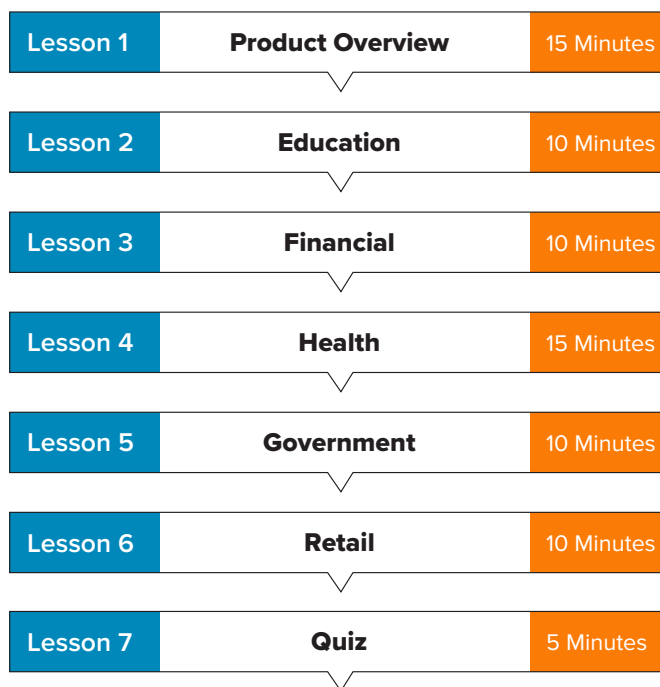 Lesson 1 Product Overview 15 Minutes
Lesson 2 Education 10 Minutes
Lesson 3 Financial 10 Minutes
Lesson 4 Health 15 Minutes
Lesson 5 Government 10 Minutes
Lesson 6 Retail 10 Minutes
Lesson 7 Quiz 5 Minutes